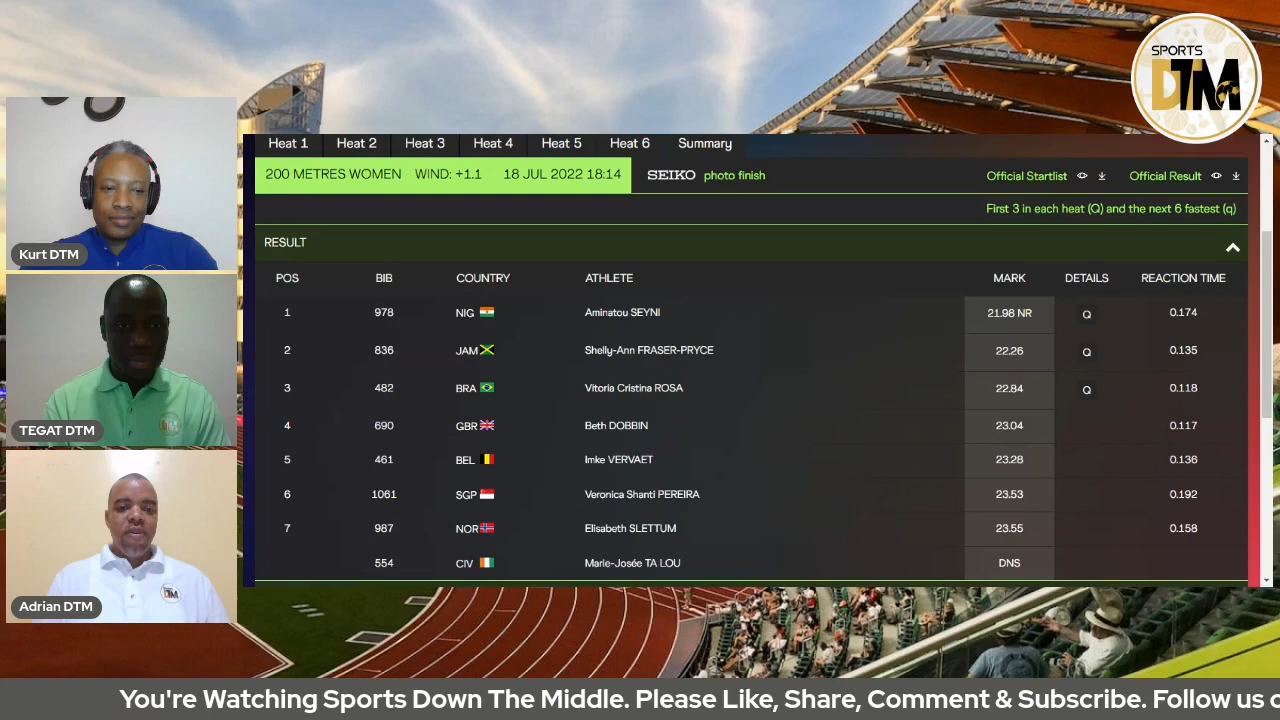 SPORTS
DTM
Heat 1 Heat 2 Heat 3 Heat 4 Heat 5 Heat 6 Summary
200 METRES WOMEN WIND: +1.1 18 JUL 2022 18:14 SEIKO photo finish Official Startlist Official Result
First 3 in each heat (Q) and the next 6 fastest (q)
RESULT
POS BIB COUNTRY ATHLETE MARK DETAILS REACTION TIME
1 978 NIG Aminatou SEYNI 21.98 NR Q 0.174
2 836 JAM Shelly-Ann FRASER-PRYCE 22.26 Q 0.135
3 482 BRA Vitoria Cristina ROSA 22.84 Q 0.118
4 690 GBR Beth DOBBIN 23.04 0.117
5 461 BEL Imke VERVAET 23.28 0.136
6 1061 SGP Veronica Shanti PEREIRA 23.53 0.192
7 987 NOR Elisabeth SLETTUM 23.55 0.158
554 CIV Marie-Josée TA LOU DNS
Kurt DTM
TEGAT DTM
DTM
Adrian DTM
You're Watching Sports Down The Middle. Please Like, Share, Comment & Subscribe. Follow us